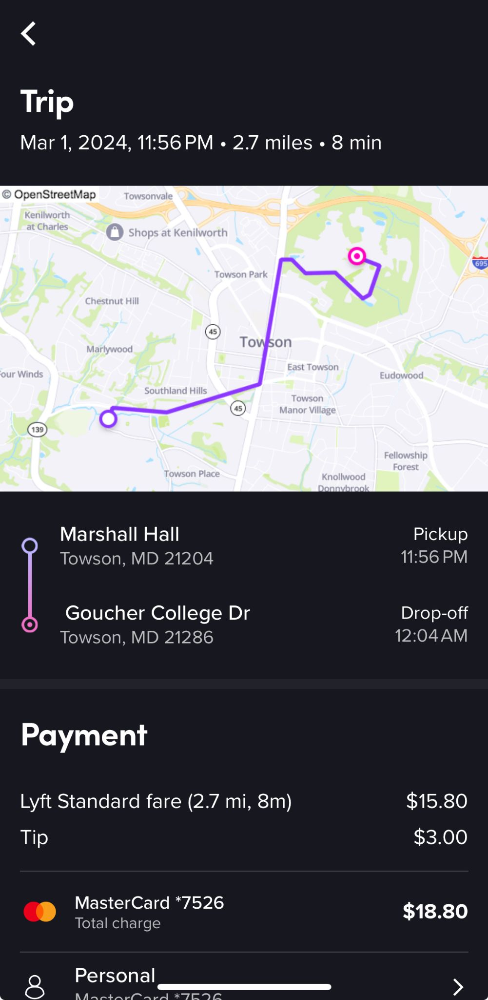 Trip
Mar 1, 2024, 11:56 PM • 2.7 miles • 8 min
© OpenStreetMap
Towsonvale
Kenilworth
at Charles
Shops at Kenilworth
695
Towson Park
Chestnut Hill
45
Towson
Marlywood
East Towson
Four Winds
Eudowood
Southland Hills
Towson
Manor Village
45
139
Fellowship
Forest
Towson Place
Knollwood
Donnybrook
Marshall Hall
Pickup
Towson, MD 21204
11:56 PM
Goucher College Dr
Drop-off
Towson, MD 21286
12:04 AM
Payment
Lyft Standard fare (2.7 mi, 8m)
$15.80
Tip
$3.00
MasterCard *7526
$18.80
Total charge
Personal
MasterCard *7526